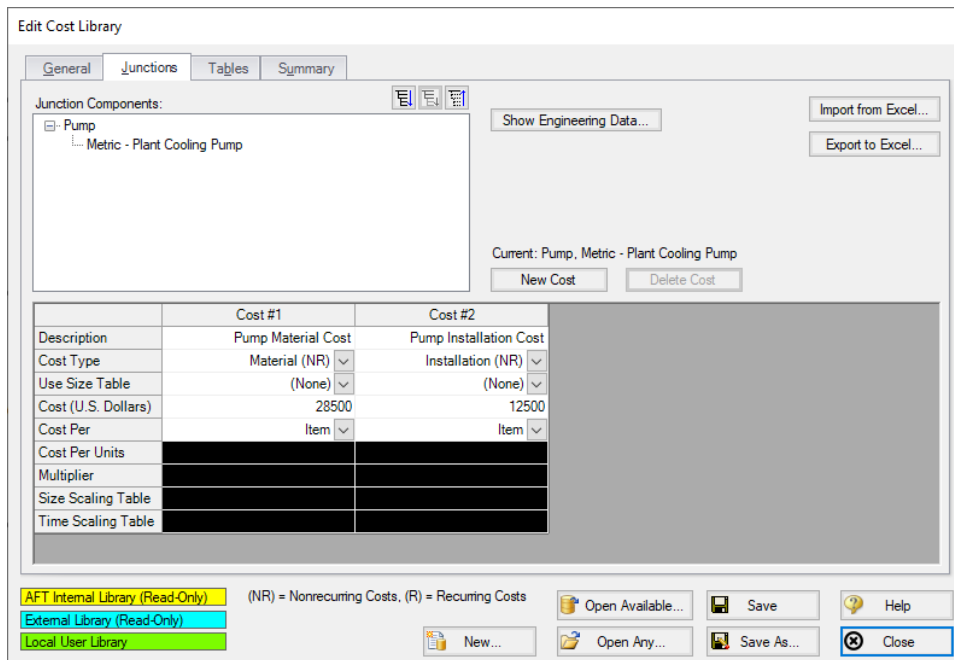 Edit Cost Library
General Junctions Tables Summary
Junction Components:
Pump
Metric - Plant Cooling Pump
Show Engineering Data...
Import from Excel...
Export to Excel...
Current: Pump, Metric - Plant Cooling Pump
New Cost Delete Cost
Cost #1 Cost #2
Description Pump Material Cost Pump Installation Cost
Cost Type Material (NR) Installation (NR)
Use Size Table (None) (None)
Cost (U.S. Dollars) 28500 12500
Cost Per Item Item
Cost Per Units
Multiplier
Size Scaling Table
Time Scaling Table
AFT Internal Library (Read-Only)
External Library (Read-Only)
Local User Library
(NR) = Nonrecurring Costs, (R) = Recurring Costs
Open Available... Save Help
New... Open Any... Save As... Close